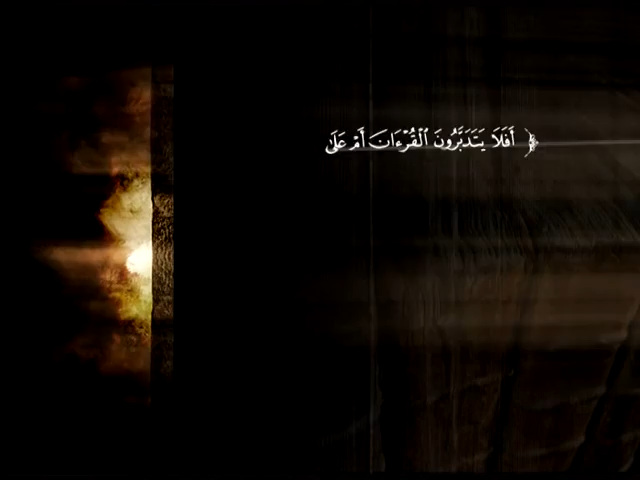 ﴿ أَفَلَا يَتَدَبَّرُونَ ٱلْقُرْءَانَ أَمْ عَلَىٰ